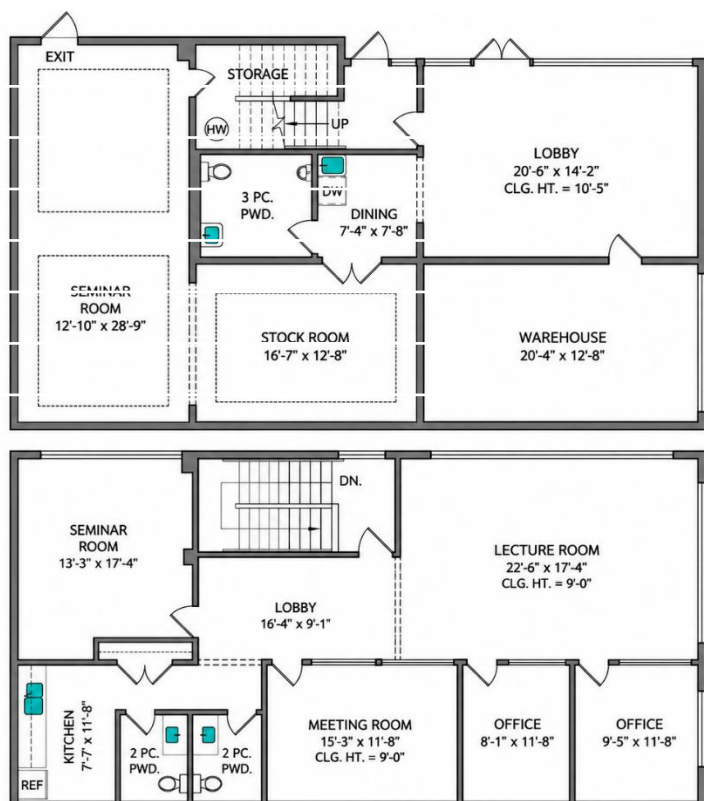 EXIT
STORAGE
HW
UP
LOBBY
20'-6" x 14'-2"
CLG. HT. = 10'-5"
3 PC.
PWD.
DW
DINING
7'-4" x 7'-8"
SEMINAR
ROOM
12'-10" x 28'-9"
STOCK ROOM
16'-7" x 12'-8"
WAREHOUSE
20'-4" x 12'-8"
DN.
SEMINAR
ROOM
13'-3" x 17'-4"
LECTURE ROOM
22'-6" x 17'-4"
CLG. HT. = 9'-0"
LOBBY
16'-4" x 9'-1"
KITCHEN
7'-7" x 11'-8"
REF
2 PC.
PWD.
2 PC.
PWD.
MEETING ROOM
15'-3" x 11'-8"
CLG. HT. = 9'-0"
OFFICE
8'-1" x 11'-8"
OFFICE
9'-5" x 11'-8"